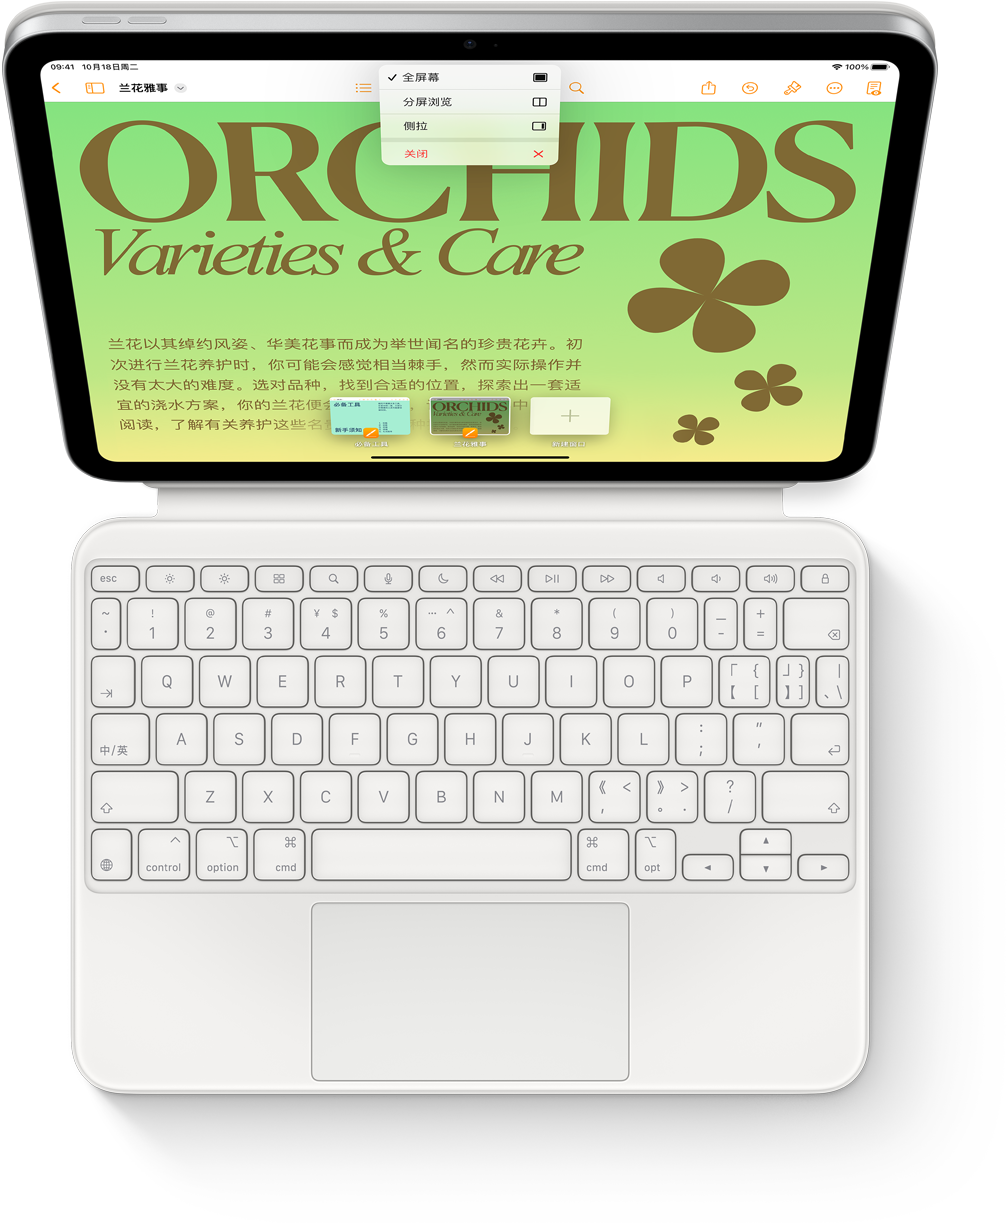 09:41 10月18日周二
100%
兰花雅事
全屏幕
分屏浏览
侧拉
关闭
ORCHIDS
Varieties & Care
兰花以其绰约风姿、华美花事而成为举世闻名的珍贵花卉。初
次进行兰花养护时，你可能会感觉相当棘手，然而实际操作并
没有太大的难度。选对品种，找到合适的位置，探索出一套适
宜的浇水方案，你的兰花便会
阅读，了解有关养护这些名
必备工具
新手须知
ORCHIDS
Varieties & Care
必备工具 兰花雅事 新建窗口
esc
~ ! @ # ¥ $ % … ^ & * ( ) — +
· 1 2 3 4 5 6 7 8 9 0 - =
Q W E R T Y U I O P 「 { 」 } |
【 [ 】 ] 、 \
中/英 A S D F G H J K L : ; " '
Z X C V B N M 《 < , 》 > 。 . ? /
control option cmd cmd opt